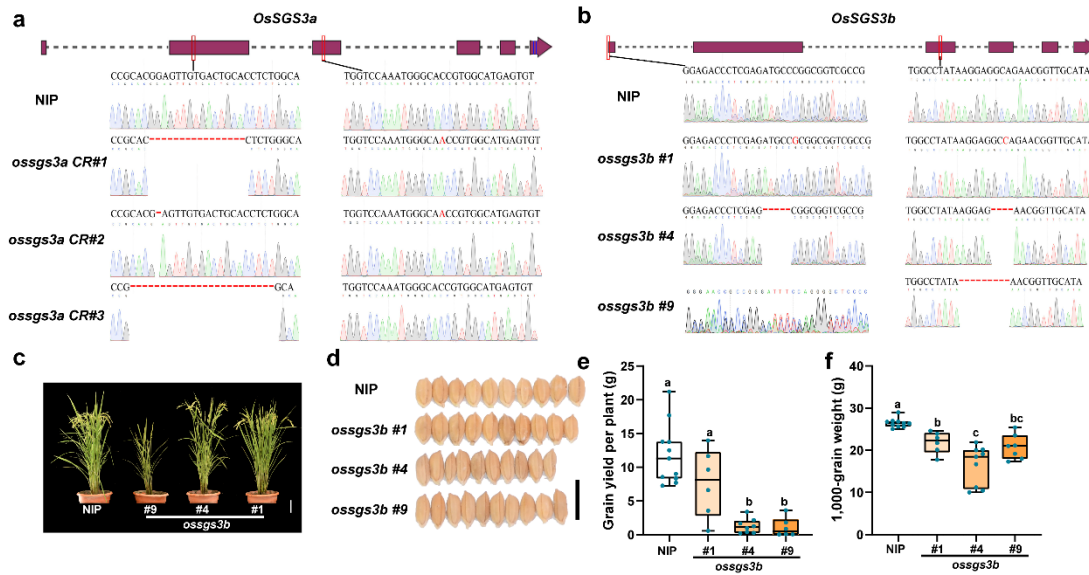 a
OsSGS3a
NIP
CCGCACGGAGTTGTGACTGCACCTCTGGCA
TGGTCCAAATGGGCACCGTGGCATGAGTGT
ossgs3a CR#1
CCGCAC----------------CTCTGGGCA
TGGTCCAAATGGGCAACCGTGGCATGAGTGT
ossgs3a CR#2
CCGCACG-AGTTGTGACTGCACCTCTGGCA
TGGTCCAAATGGGCAACCGTGGCATGAGTGT
ossgs3a CR#3
CCG------------------------GCA
TGGTCCAAATGGGCACCGTGGCATGAGTGT
b
OsSGS3b
NIP
GGAGACCCTCGAGATGCCCGGCGGTCGCCG
TGGCCTATAAGGAGGCAGAACGGTTGCATA
ossgs3b #1
GGAGACCCTCGAGATGCCGCGGCGGTCGCCG
TGGCCTATAAGGAGGCCAGAACGGTTGCATA
ossgs3b #4
GGAGACCCTCGAG-----CGGCGGTCGCCG
TGGCCTATAAGGAG-----AACGGTTGCATA
ossgs3b #9
TGGCCTATA---------AACGGTTGCATA
c
NIP
#9
#4
#1
ossgs3b
d
NIP
ossgs3b #1
ossgs3b #4
ossgs3b #9
e
Grain yield per plant (g)
25
20
15
10
5
0
a
a
b
b
NIP
#1
#4
#9
ossgs3b
f
1,000-grain weight (g)
40
30
20
10
0
a
b
c
bc
NIP
#1
#4
#9
ossgs3b